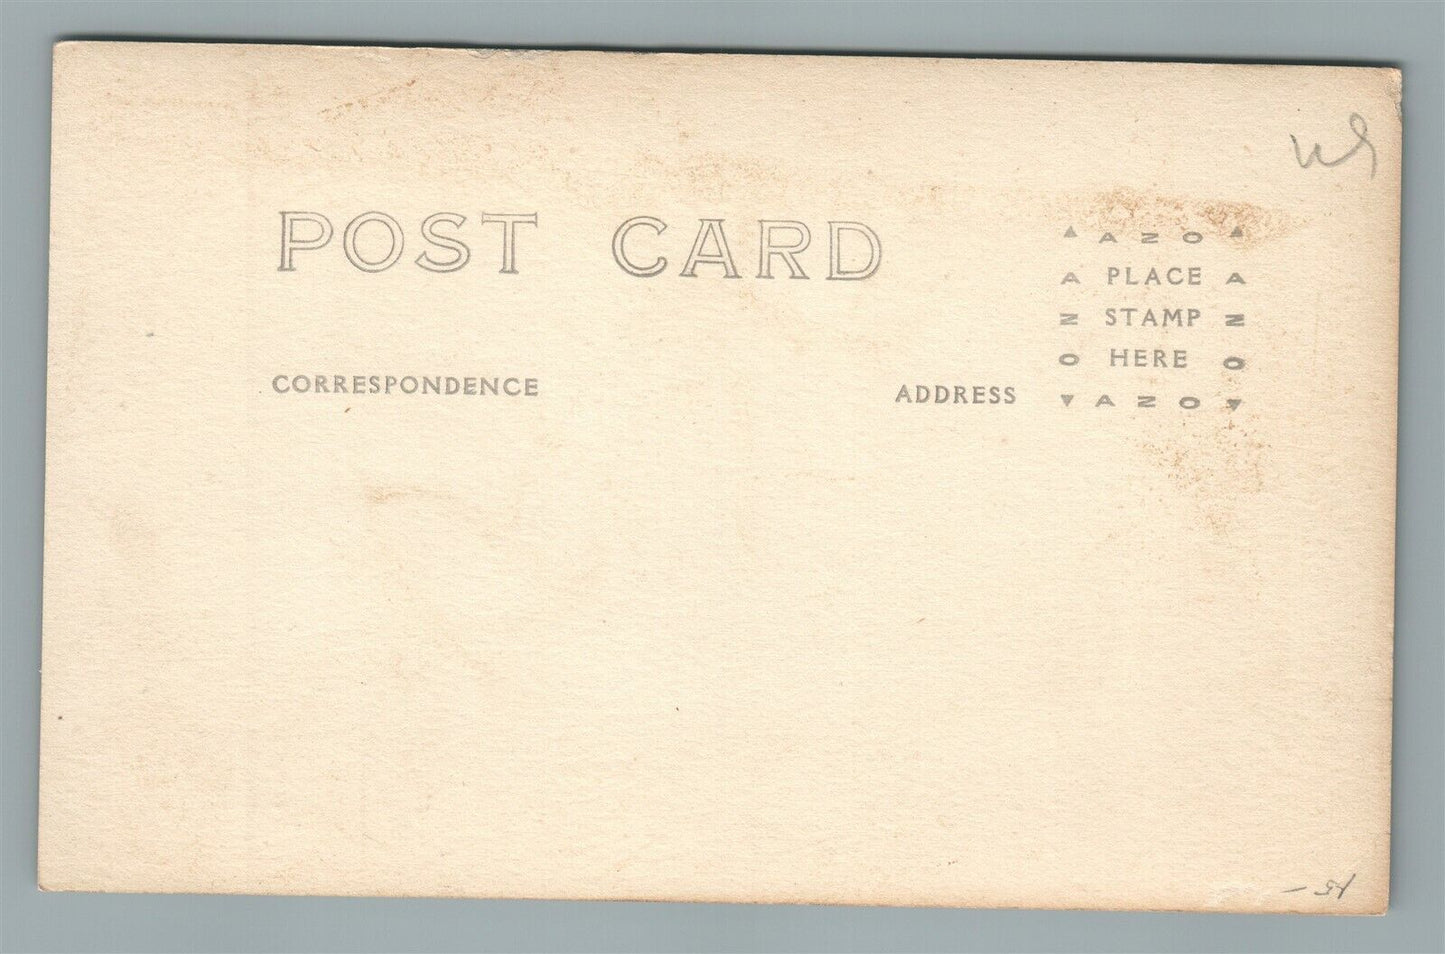 POST CARD
CORRESPONDENCE
ADDRESS
▲ AZO ▲
A PLACE A
Z STAMP Z
O HERE O
▼ AZO ▼